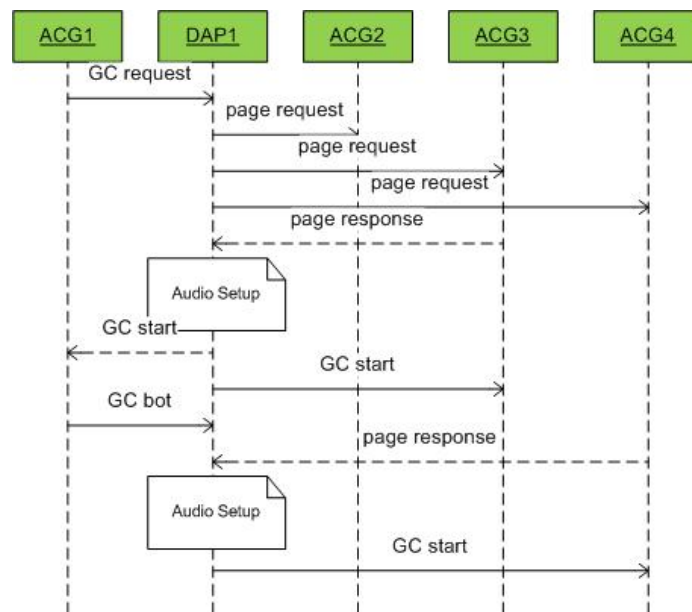 ACG1 DAP1 ACG2 ACG3 ACG4
GC request
page request
page request
page request
page response
Audio Setup
GC start
GC start
GC bot
page response
Audio Setup
GC start